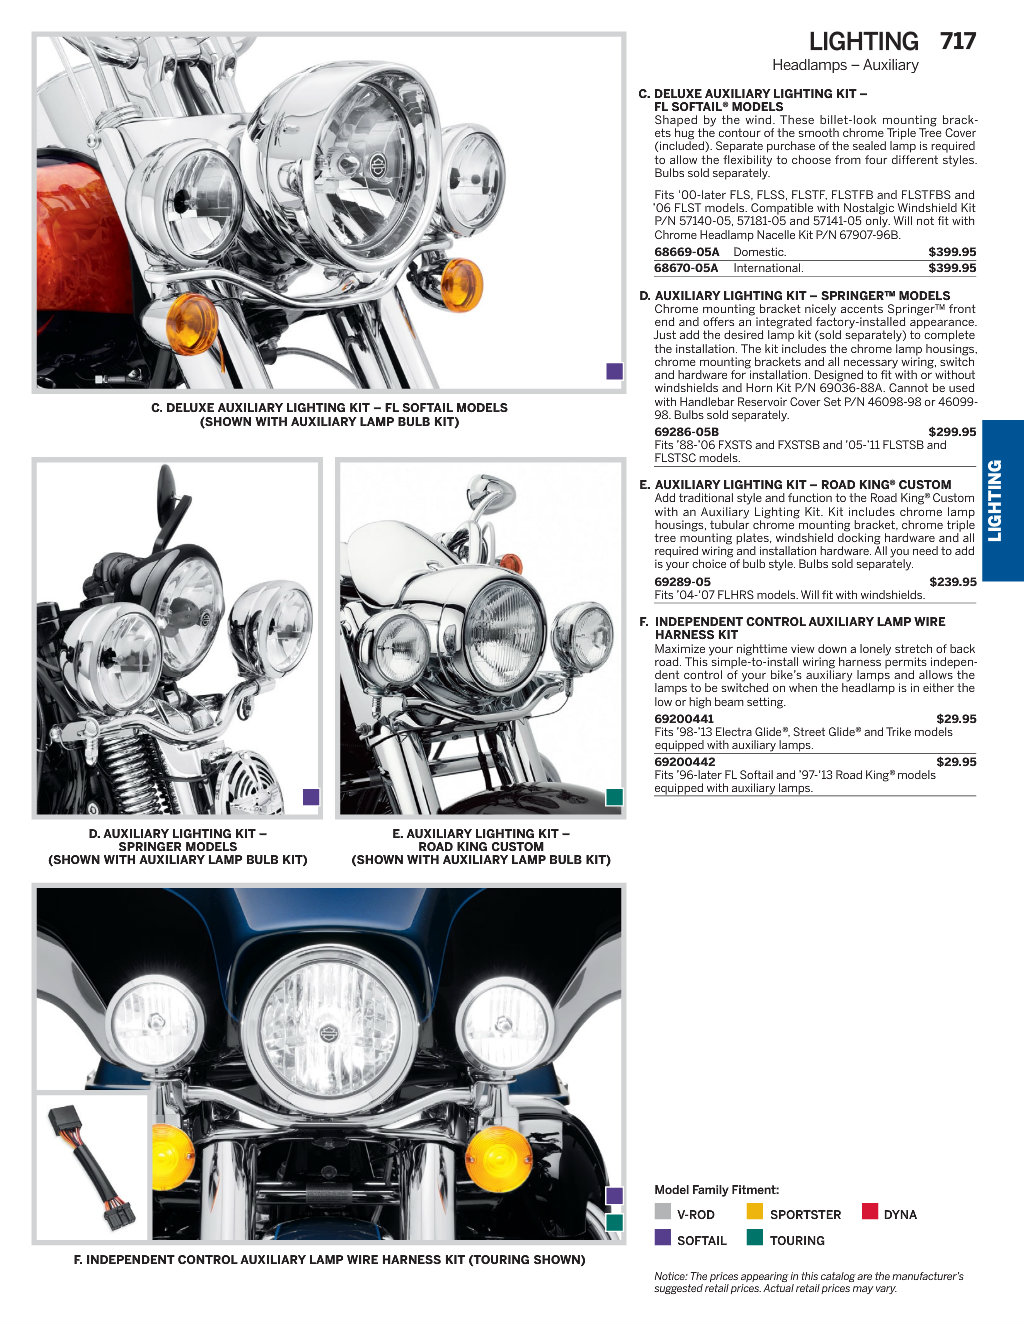 LIGHTING 717
Headlamps – Auxiliary
C. DELUXE AUXILIARY LIGHTING KIT –
FL SOFTAIL® MODELS
Shaped by the wind. These billet-look mounting brack-
ets hug the contour of the smooth chrome Triple Tree Cover
(included). Separate purchase of the sealed lamp is required
to allow the flexibility to choose from four different styles.
Bulbs sold separately.
Fits '00-later FLS, FLSS, FLSTF, FLSTFB and FLSTFBS and
'06 FLST models. Compatible with Nostalgic Windshield Kit
P/N 57140-05, 57181-05 and 57141-05 only. Will not fit with
Chrome Headlamp Nacelle Kit P/N 67907-96B.
68669-05A Domestic. $399.95
68670-05A International. $399.95
D. AUXILIARY LIGHTING KIT – SPRINGER™ MODELS
Chrome mounting bracket nicely accents Springer™ front
end and offers an integrated factory-installed appearance.
Just add the desired lamp kit (sold separately) to complete
the installation. The kit includes the chrome lamp housings,
chrome mounting brackets and all necessary wiring, switch
and hardware for installation. Designed to fit with or without
windshields and Horn Kit P/N 69036-88A. Cannot be used
with Handlebar Reservoir Cover Set P/N 46098-98 or 46099-
98. Bulbs sold separately.
69286-05B $299.95
Fits '88-'06 FXSTS and FXSTSB and '05-'11 FLSTSB and
FLSTSC models.
E. AUXILIARY LIGHTING KIT – ROAD KING® CUSTOM
Add traditional style and function to the Road King® Custom
with an Auxiliary Lighting Kit. Kit includes chrome lamp
housings, tubular chrome mounting bracket, chrome triple
tree mounting plates, windshield docking hardware and all
required wiring and installation hardware. All you need to add
is your choice of bulb style. Bulbs sold separately.
69289-05 $239.95
Fits '04-'07 FLHRS models. Will fit with windshields.
F. INDEPENDENT CONTROL AUXILIARY LAMP WIRE
HARNESS KIT
Maximize your nighttime view down a lonely stretch of back
road. This simple-to-install wiring harness permits indepen-
dent control of your bike's auxiliary lamps and allows the
lamps to be switched on when the headlamp is in either the
low or high beam setting.
69200441 $29.95
Fits '98-'13 Electra Glide®, Street Glide® and Trike models
equipped with auxiliary lamps.
69200442 $29.95
Fits '96-later FL Softail and '97-'13 Road King® models
equipped with auxiliary lamps.
LIGHTING
C. DELUXE AUXILIARY LIGHTING KIT – FL SOFTAIL MODELS
(SHOWN WITH AUXILIARY LAMP BULB KIT)
D. AUXILIARY LIGHTING KIT –
SPRINGER MODELS
(SHOWN WITH AUXILIARY LAMP BULB KIT)
E. AUXILIARY LIGHTING KIT –
ROAD KING CUSTOM
(SHOWN WITH AUXILIARY LAMP BULB KIT)
F. INDEPENDENT CONTROL AUXILIARY LAMP WIRE HARNESS KIT (TOURING SHOWN)
Model Family Fitment:
V-ROD SPORTSTER DYNA
SOFTAIL TOURING
Notice: The prices appearing in this catalog are the manufacturer's
suggested retail prices. Actual retail prices may vary.